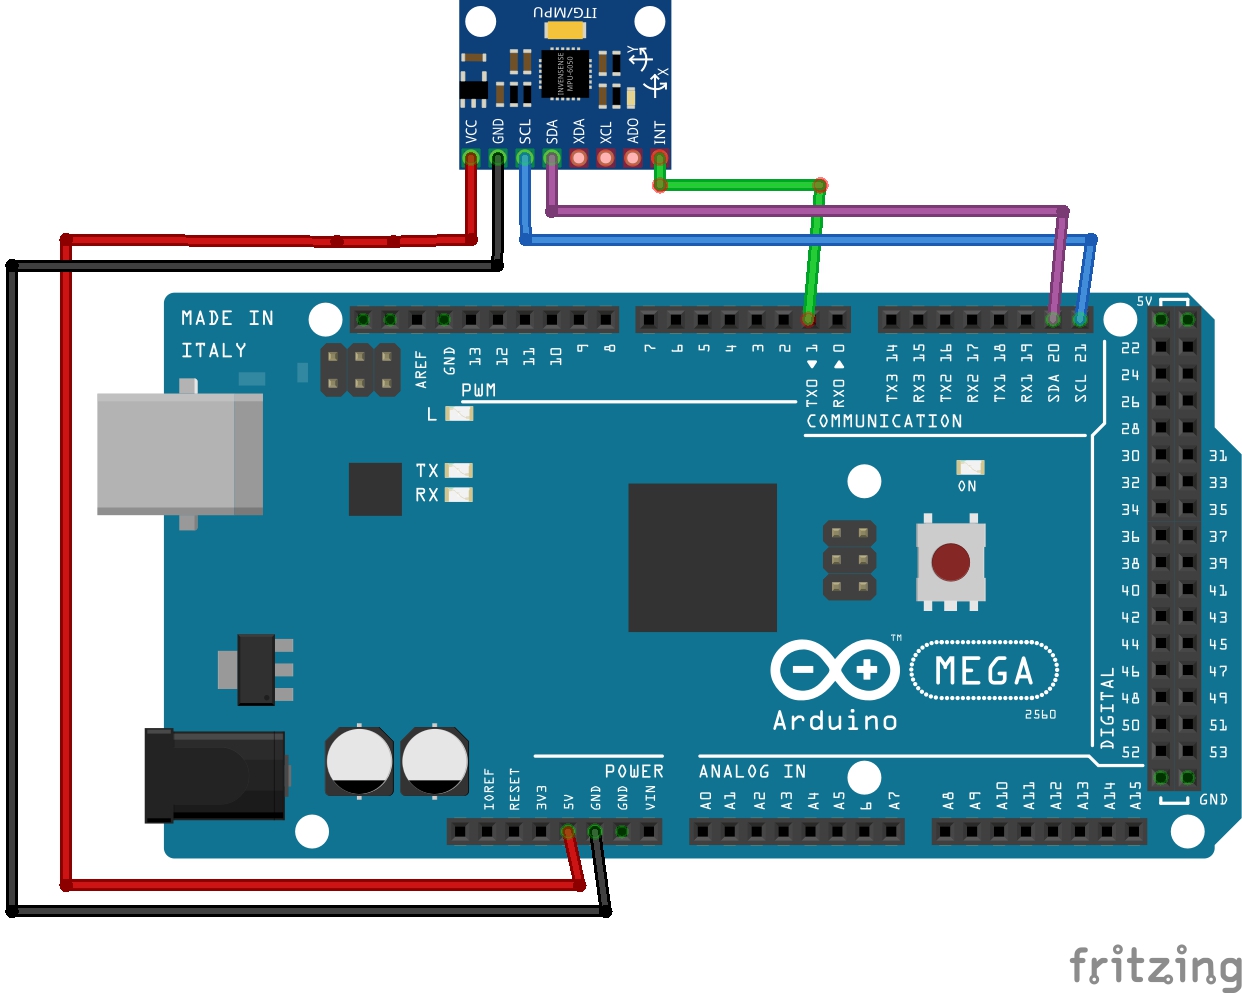 ITG/MPU
INVENSENSE
MPU-6050
Y
X
VCC GND SCL SDA XDA XCL ADO INT
MADE IN
ITALY
5V
AREF GND 13 12 11 10 9 8
7 6 5 4 3 2 TX0 1 RX0 0
TX3 14 RX3 15 TX2 16 RX2 17 TX1 18 RX1 19 SDA 20 SCL 21
PWM
COMMUNICATION
L
TX
RX
ON
22
24
26
28
30 31
32 33
34 35
36 37
38 39
40 41
42 43
44 45
46 47
48 49
50 51
52 53
DIGITAL
GND
TM
MEGA
2560
Arduino
POWER
ANALOG IN
IOREF RESET 3V3 5V GND GND VIN
A0 A1 A2 A3 A4 A5 6 A7
A8 A9 A10 A11 A12 A13 A14 A15
fritzing